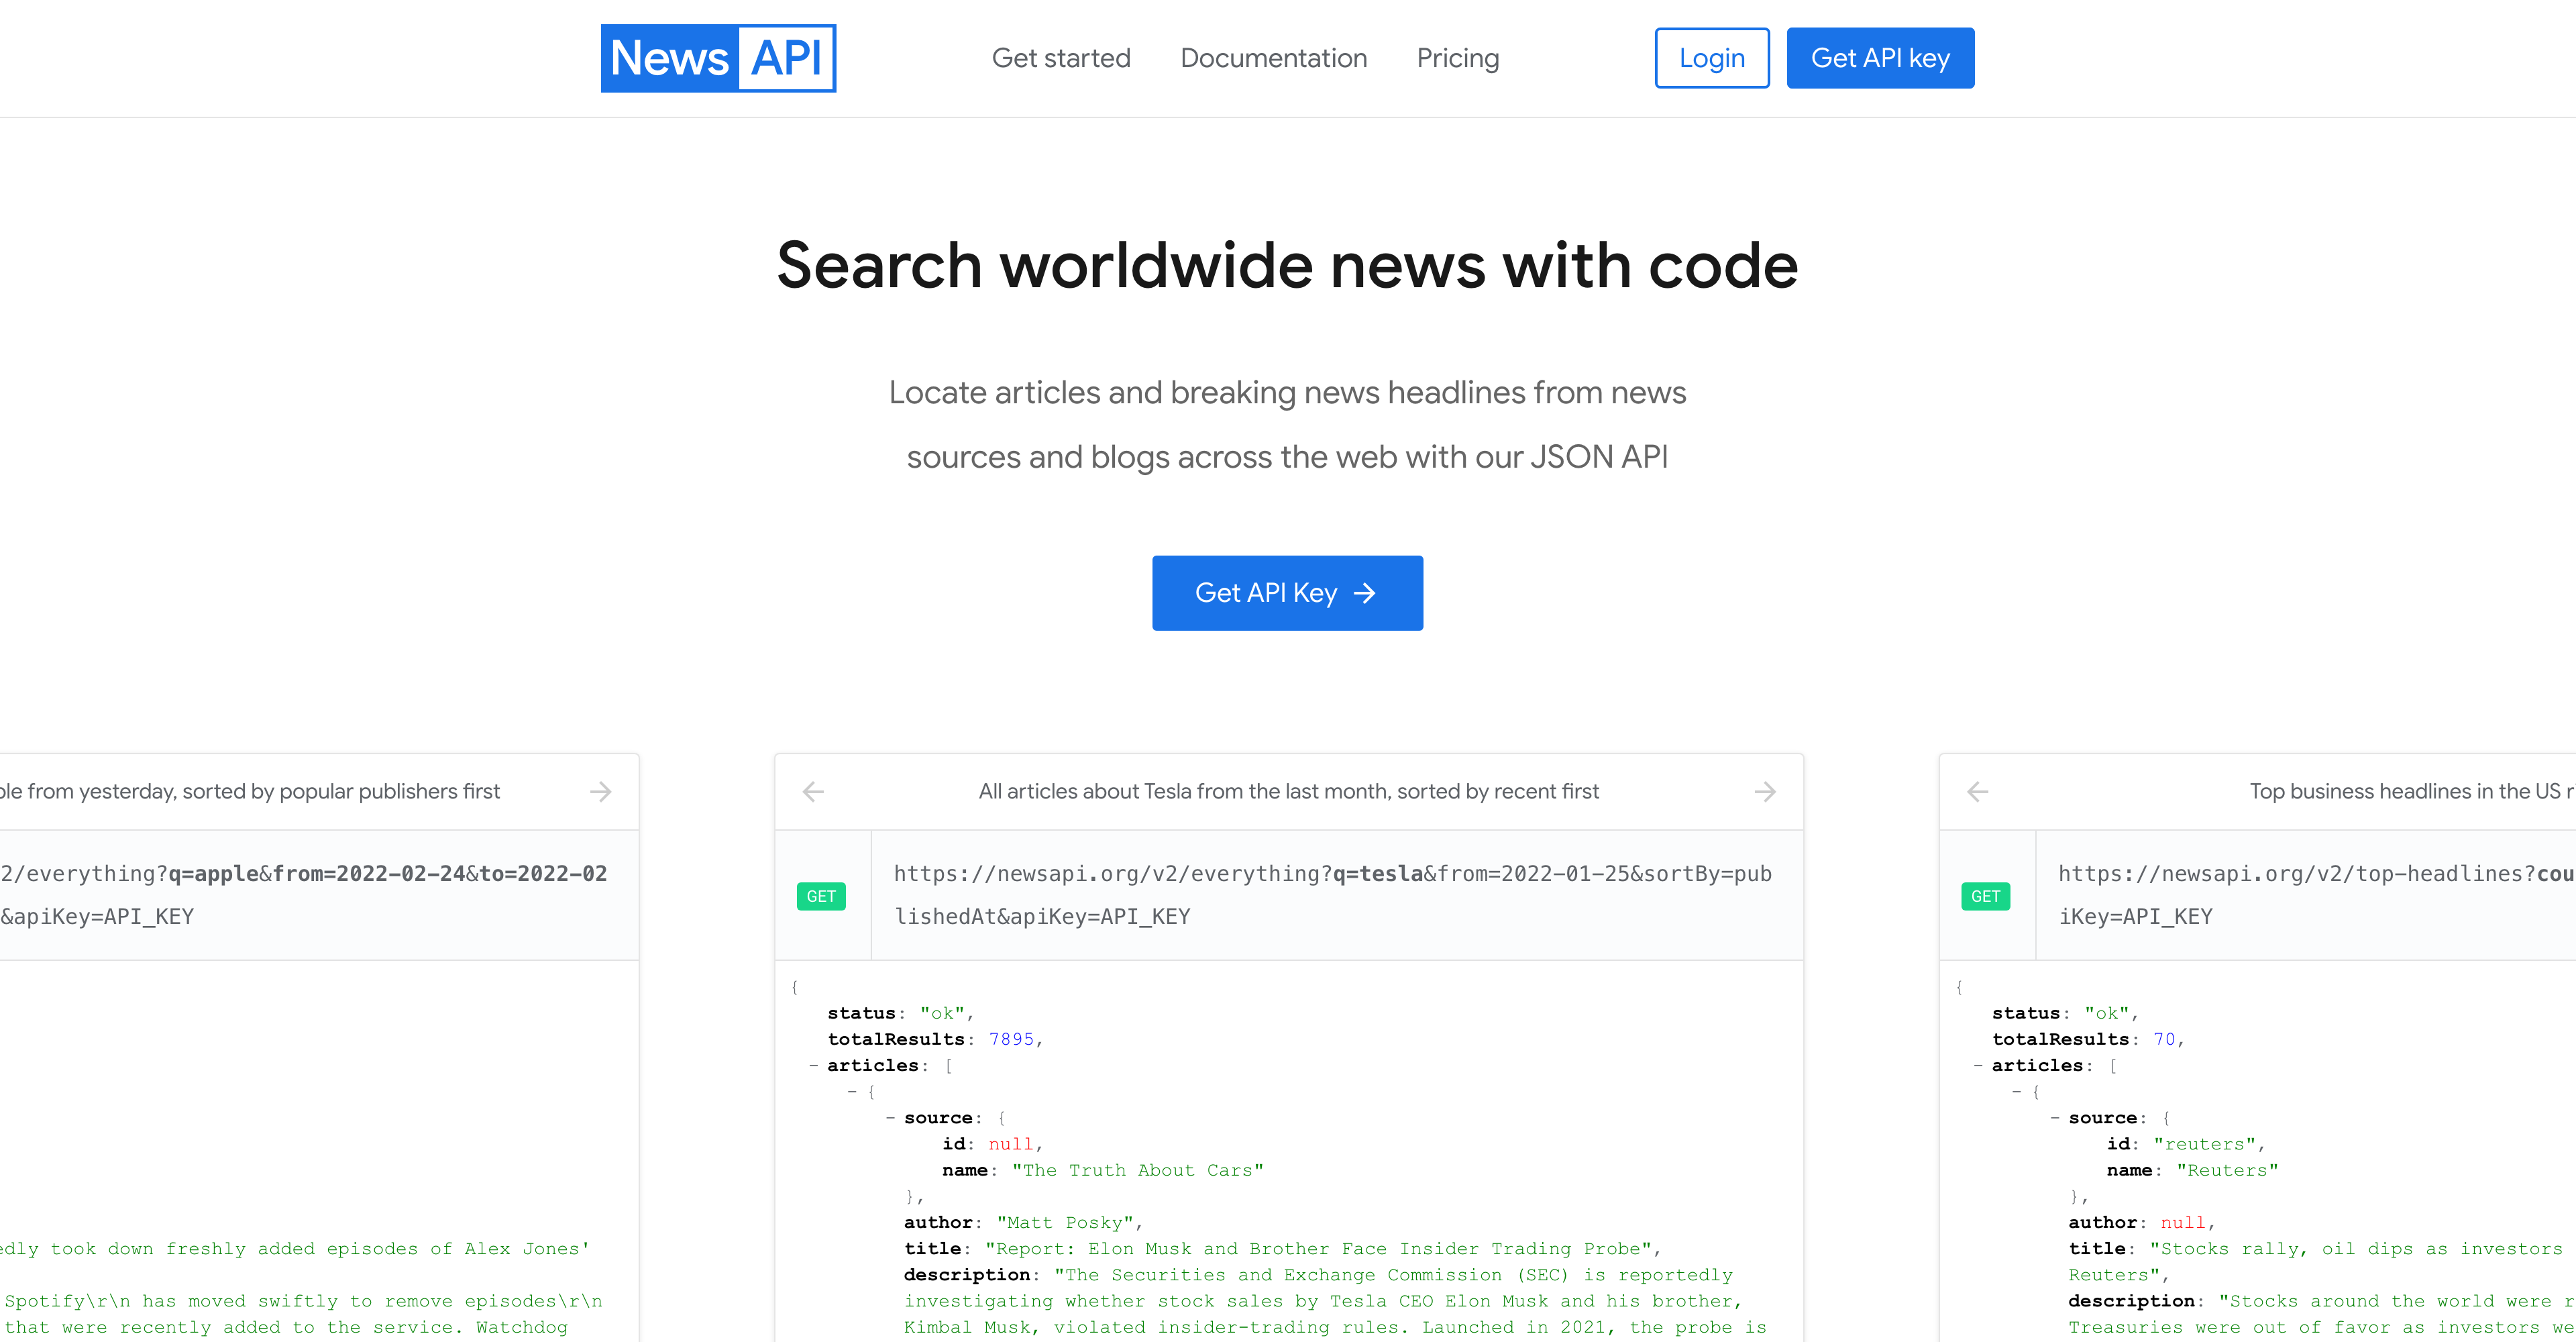 News API
Get started
Documentation
Pricing
Login
Get API key
Search worldwide news with code
Locate articles and breaking news headlines from news
sources and blogs across the web with our JSON API
Get API Key →
from yesterday, sorted by popular publishers first
2/everything?q=apple&from=2022-02-24&to=2022-02
&apiKey=API_KEY
took down freshly added episodes of Alex Jones'
Spotify\r\n has moved swiftly to remove episodes\r\n
that were recently added to the service. Watchdog
All articles about Tesla from the last month, sorted by recent first
GET
https://newsapi.org/v2/everything?q=tesla&from=2022-01-25&sortBy=pub
lishedAt&apiKey=API_KEY
{
status: "ok",
totalResults: 7895,
- articles: [
- {
- source: {
id: null,
name: "The Truth About Cars"
},
author: "Matt Posky",
title: "Report: Elon Musk and Brother Face Insider Trading Probe",
description: "The Securities and Exchange Commission (SEC) is reportedly
investigating whether stock sales by Tesla CEO Elon Musk and his brother,
Kimbal Musk, violated insider-trading rules. Launched in 2021, the probe is
Top business headlines in the US
GET
https://newsapi.org/v2/top-headlines?cou
iKey=API_KEY
{
status: "ok",
totalResults: 70,
- articles: [
- {
- source: {
id: "reuters",
name: "Reuters"
},
author: null,
title: "Stocks rally, oil dips as investors
Reuters",
description: "Stocks around the world were
Treasuries were out of favor as investors